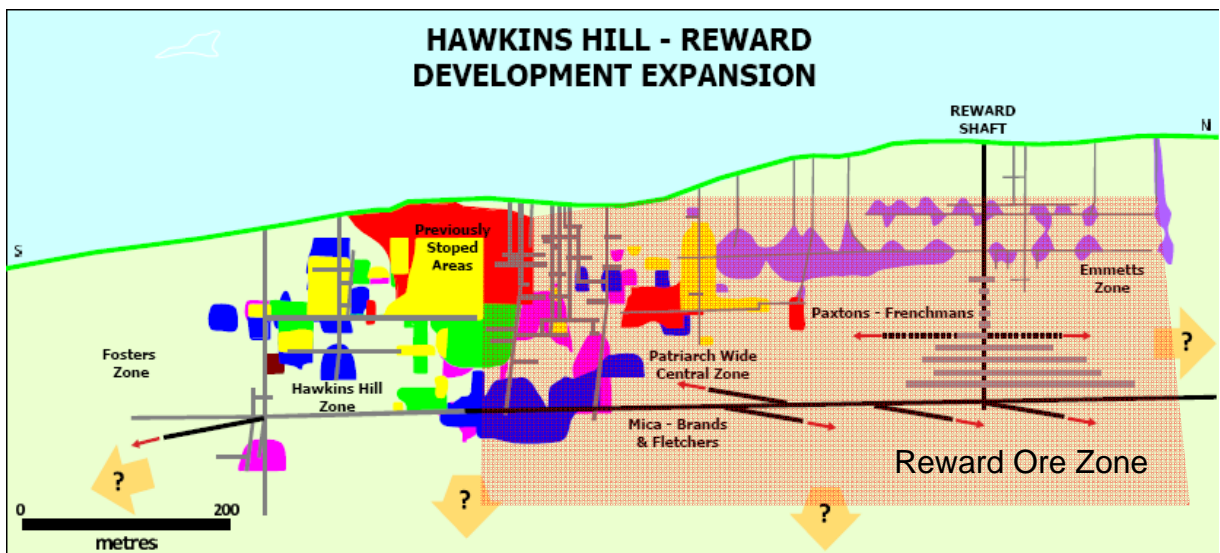 HAWKINS HILL - REWARD
DEVELOPMENT EXPANSION
REWARD
SHAFT
N
S
Previously
Stoped
Areas
Emmetts
Zone
Paxtons - Frenchmans
?
Fosters
Zone
Patriarch Wide
Central Zone
Hawkins Hill
Zone
Mica - Brands
& Fletchers
Reward Ore Zone
?
?
?
0
200
metres